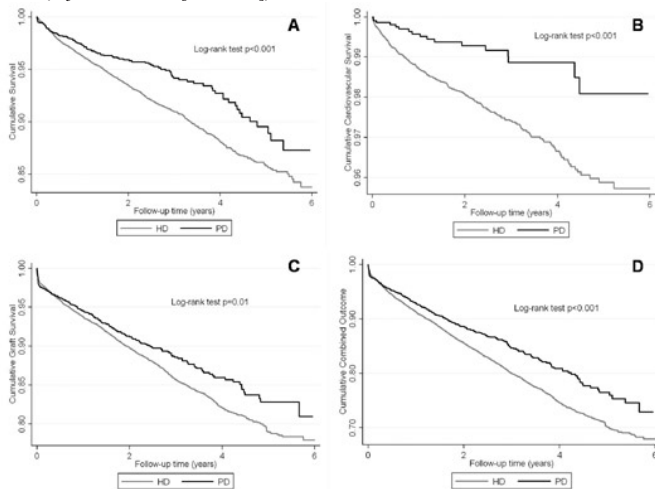 A
Log-rank test p<0.001
Cumulative Survival
1.00
0.95
0.90
0.85
0
2
4
6
Follow-up time (years)
HD
PD
B
Log-rank test p<0.001
Cumulative Cardiovascular Survival
1.00
0.99
0.98
0.97
0.96
0
2
4
6
Follow-up time (years)
HD
PD
C
Log-rank test p=0.01
Cumulative Graft Survival
1.00
0.95
0.90
0.85
0.80
0
2
4
6
Follow-up time (years)
HD
PD
D
Log-rank test p<0.001
Cumulative Combined Outcome
1.00
0.90
0.80
0.70
0
2
4
6
Follow-up time (years)
HD
PD